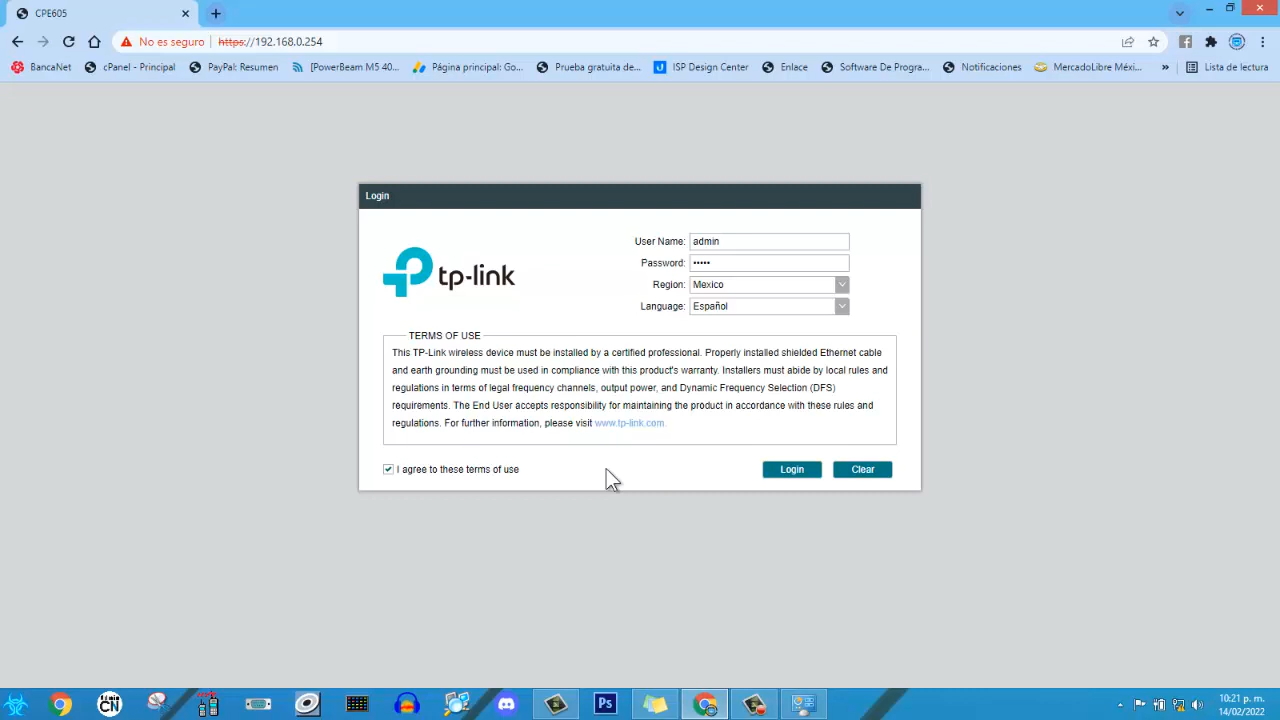 CPE605
No es seguro | https://192.168.0.254
BancaNet cPanel - Principal PayPal: Resumen [PowerBeam M5 40... Página principal: Go... Prueba gratuita de... ISP Design Center Enlace Software De Progra... Notificaciones MercadoLibre Méxi... » Lista de lectura
Login
tp-link
User Name: admin
Password: •••••
Region: Mexico
Language: Español
TERMS OF USE
This TP-Link wireless device must be installed by a certified professional. Properly installed shielded Ethernet cable
and earth grounding must be used in compliance with this product's warranty. Installers must abide by local rules and
regulations in terms of legal frequency channels, output power, and Dynamic Frequency Selection (DFS)
requirements. The End User accepts responsibility for maintaining the product in accordance with these rules and
regulations. For further information, please visit www.tp-link.com.
I agree to these terms of use
Login Clear
CN
Ps
10:21 p. m.
14/02/2022